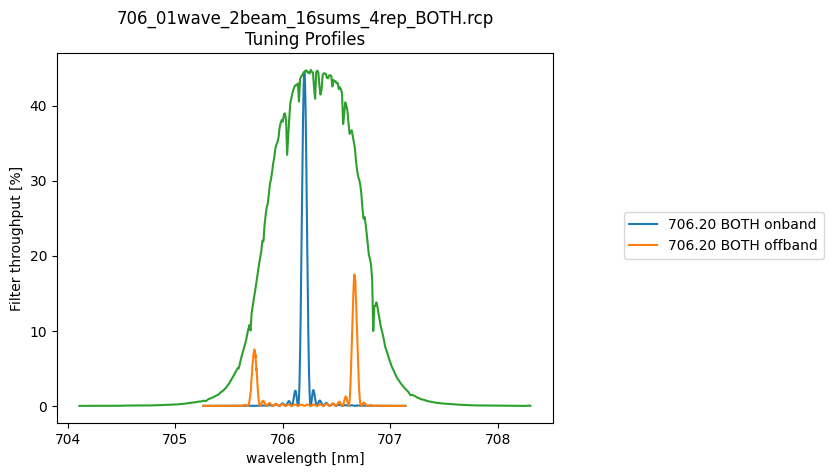 706_01wave_2beam_16sums_4rep_BOTH.rcp
Tuning Profiles
Filter throughput [%]
40
30
20
10
0
704
705
706
707
708
wavelength [nm]
706.20 BOTH onband
706.20 BOTH offband